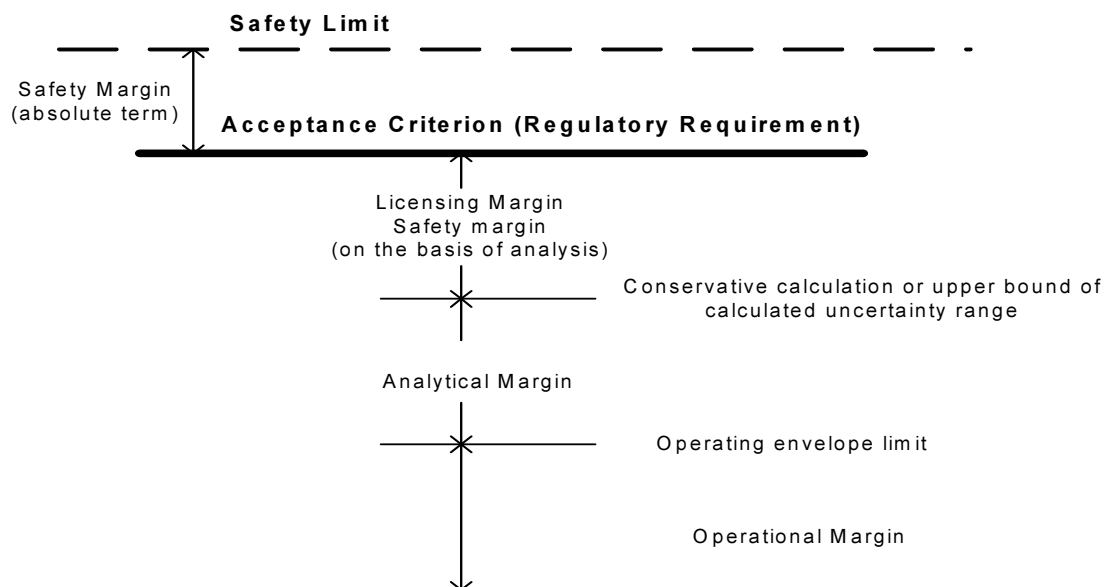 Safety Limit
Safety Margin
(absolute term)
Acceptance Criterion (Regulatory Requirement)
Licensing Margin
Safety margin
(on the basis of analysis)
Conservative calculation or upper bound of
calculated uncertainty range
Analytical Margin
Operating envelope limit
Operational Margin